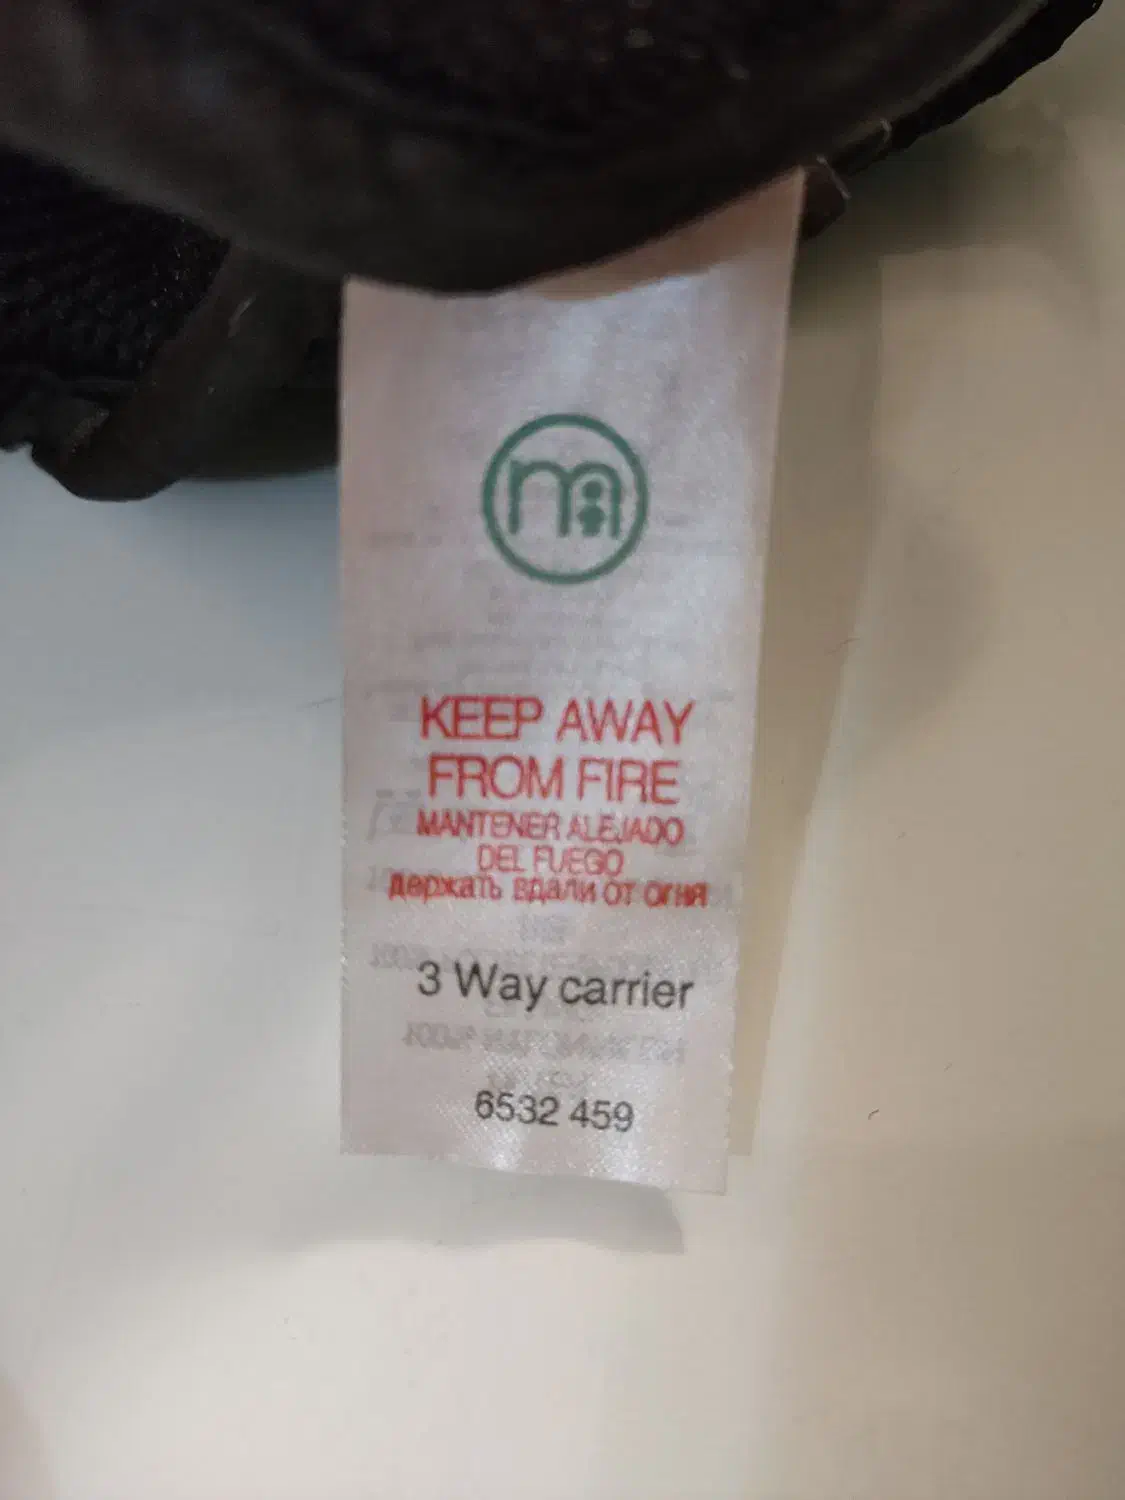 m
KEEP AWAY
FROM FIRE
MANTENER ALEJADO
DEL FUEGO
держать вдали от огня
3 Way carrier
6532 459